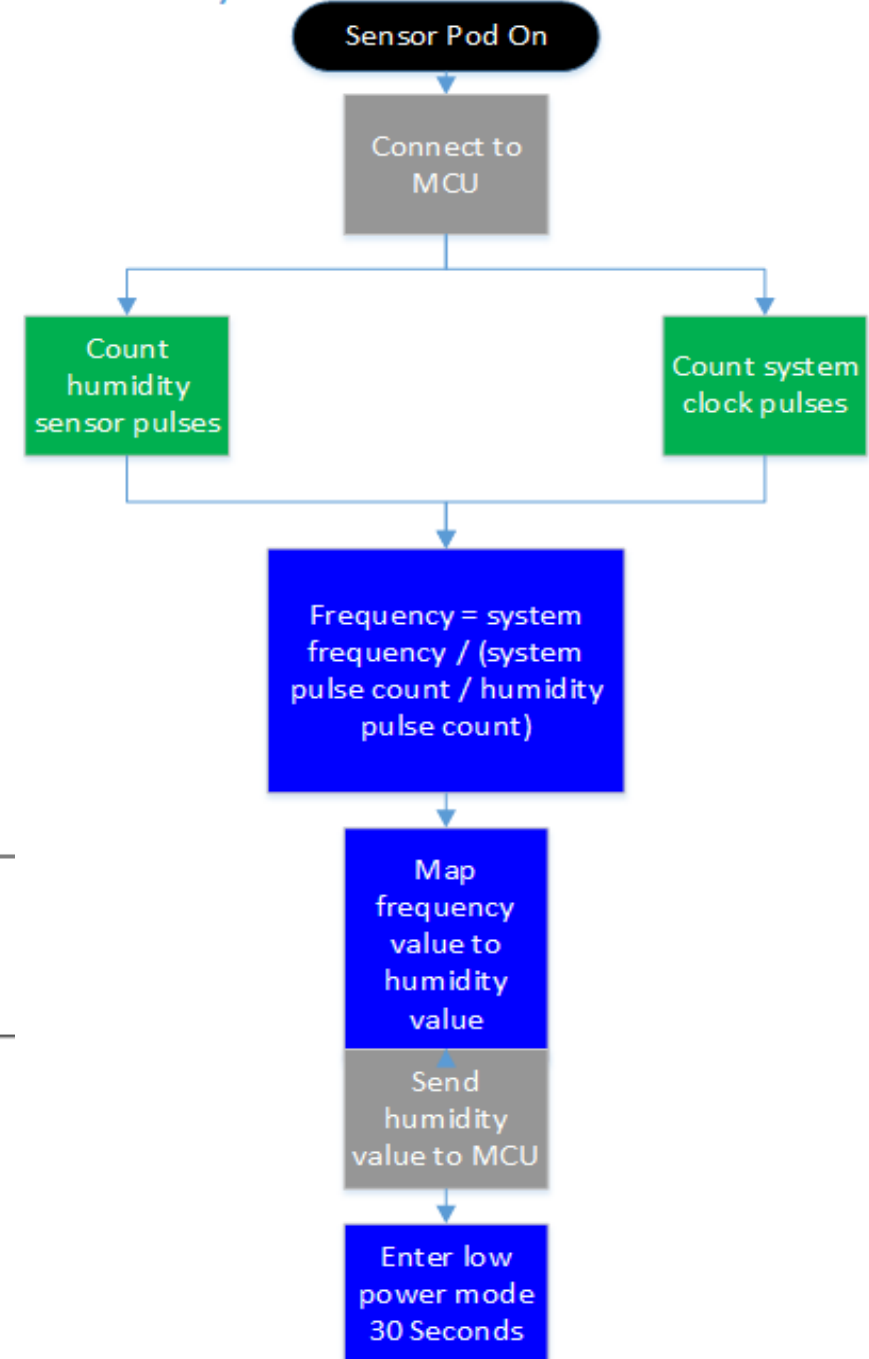 Sensor Pod On
Connect to
MCU
Count
humidity
sensor pulses
Count system
clock pulses
Frequency = system
frequency / (system
pulse count / humidity
pulse count)
Map
frequency
value to
humidity
value
Send
humidity
value to MCU
Enter low
power mode
30 Seconds